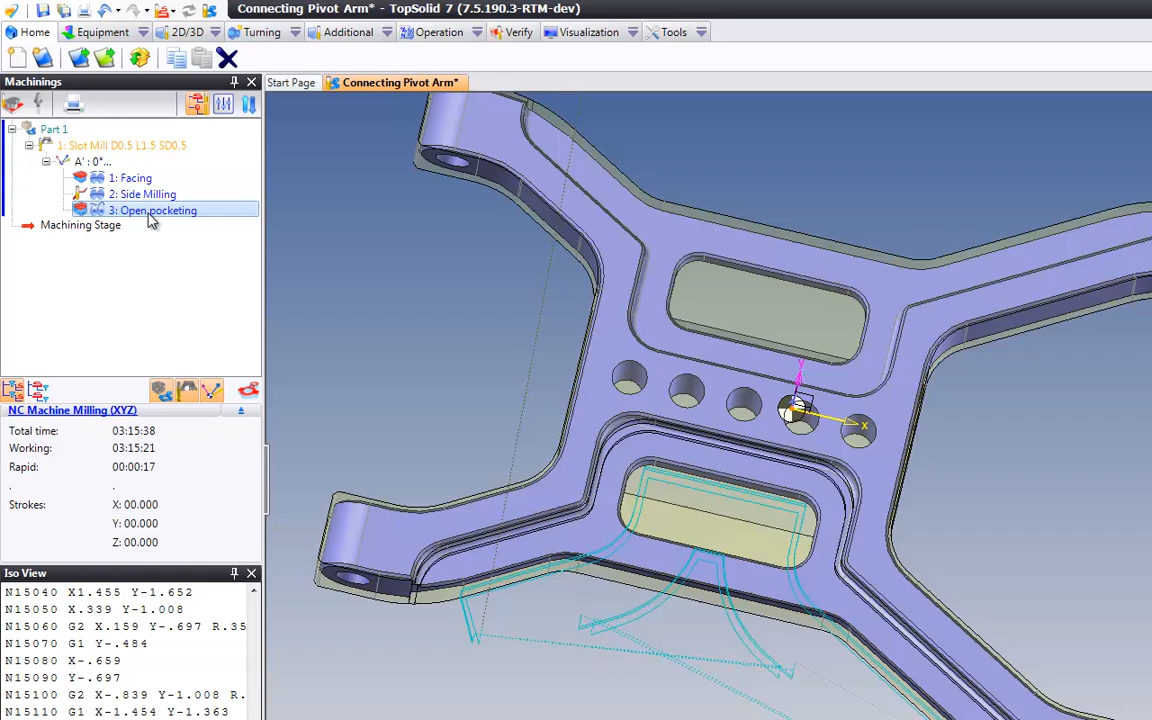 Connecting Pivot Arm* - TopSolid 7 (7.5.190.3-RTM-dev)
Home Equipment 2D/3D Turning Additional Operation Verify Visualization Tools
Machinings
Start Page Connecting Pivot Arm*
Part 1
1: Slot Mill D0.5 L1.5 SD0.5
A' : 0°...
1: Facing
2: Side Milling
3: Open pocketing
Machining Stage
Y
X
NC Machine Milling (XYZ)
Total time: 03:15:38
Working: 03:15:21
Rapid: 00:00:17
. .
Strokes: X: 00.000
Y: 00.000
Z: 00.000
Iso View
N15040 X1.455 Y-1.652
N15050 X.339 Y-1.008
N15060 G2 X.159 Y-.697 R.35
N15070 G1 Y-.484
N15080 X-.659
N15090 Y-.697
N15100 G2 X-.839 Y-1.008 R.
N15110 G1 X-1.454 Y-1.363